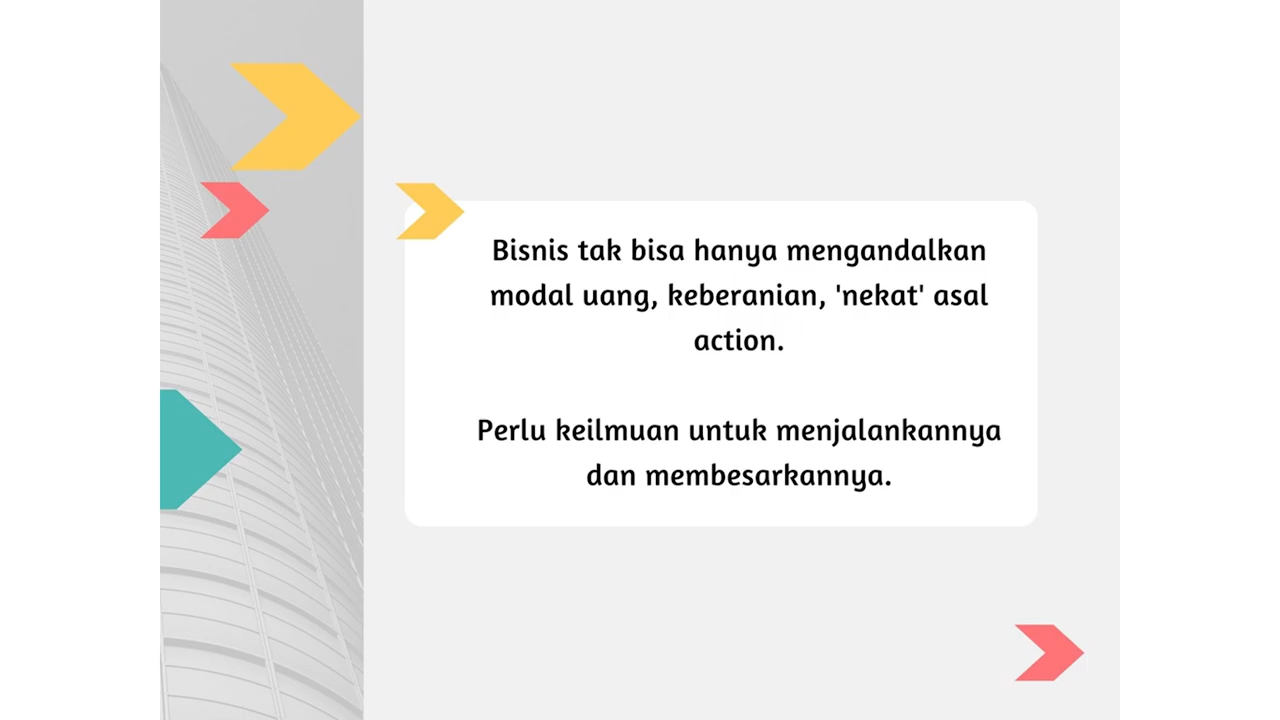 Bisnis tak bisa hanya mengandalkan
modal uang, keberanian, 'nekat' asal
action.
Perlu keilmuan untuk menjalankannya
dan membesarkannya.